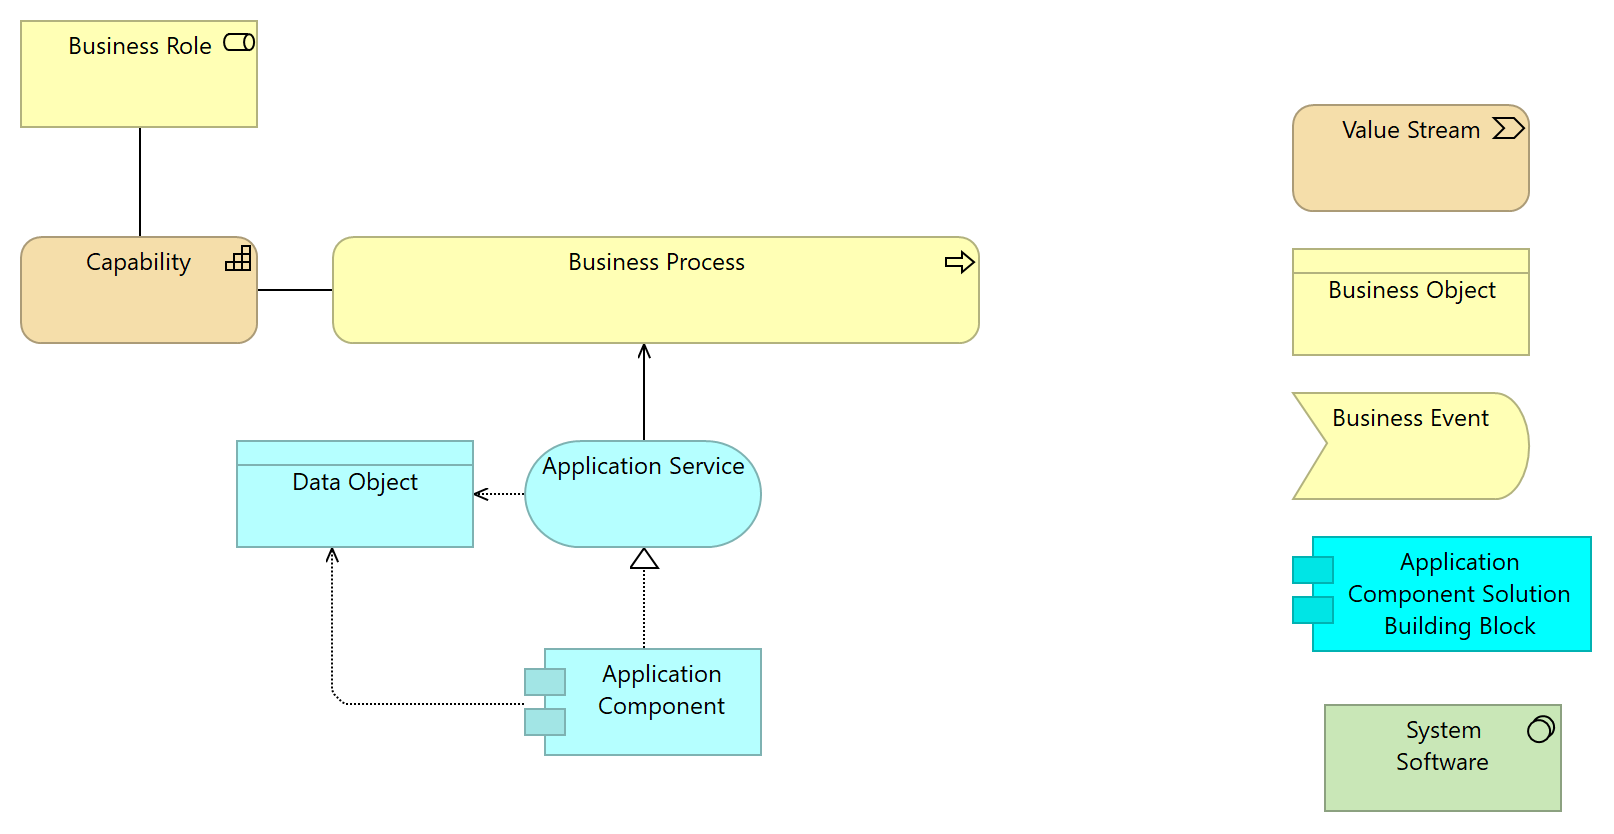 Business Role
Value Stream
Capability
Business Process
Business Object
Business Event
Application Service
Data Object
Application
Component Solution
Building Block
Application
Component
System
Software